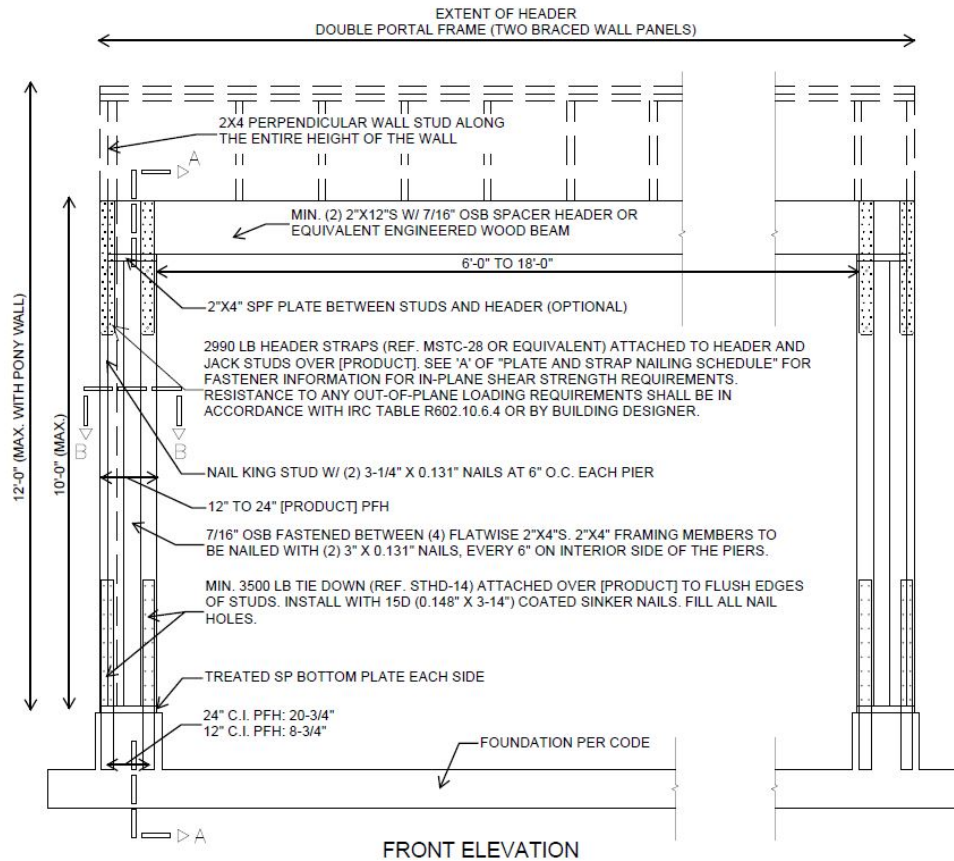 EXTENT OF HEADER
DOUBLE PORTAL FRAME (TWO BRACED WALL PANELS)
2X4 PERPENDICULAR WALL STUD ALONG
THE ENTIRE HEIGHT OF THE WALL
A
MIN. (2) 2"X12"S W/ 7/16" OSB SPACER HEADER OR
EQUIVALENT ENGINEERED WOOD BEAM
6'-0" TO 18'-0"
2"X4" SPF PLATE BETWEEN STUDS AND HEADER (OPTIONAL)
12'-0" (MAX. WITH PONY WALL)
10'-0" (MAX.)
2990 LB HEADER STRAPS (REF. MSTC-28 OR EQUIVALENT) ATTACHED TO HEADER AND
JACK STUDS OVER [PRODUCT]. SEE 'A' OF "PLATE AND STRAP NAILING SCHEDULE" FOR
FASTENER INFORMATION FOR IN-PLANE SHEAR STRENGTH REQUIREMENTS.
RESISTANCE TO ANY OUT-OF-PLANE LOADING REQUIREMENTS SHALL BE IN
ACCORDANCE WITH IRC TABLE R602.10.6.4 OR BY BUILDING DESIGNER.
B B
NAIL KING STUD W/ (2) 3-1/4" X 0.131" NAILS AT 6" O.C. EACH PIER
12" TO 24" [PRODUCT] PFH
7/16" OSB FASTENED BETWEEN (4) FLATWISE 2"X4"S. 2"X4" FRAMING MEMBERS TO
BE NAILED WITH (2) 3" X 0.131" NAILS, EVERY 6" ON INTERIOR SIDE OF THE PIERS.
MIN. 3500 LB TIE DOWN (REF. STHD-14) ATTACHED OVER [PRODUCT] TO FLUSH EDGES
OF STUDS. INSTALL WITH 15D (0.148" X 3-14") COATED SINKER NAILS. FILL ALL NAIL
HOLES.
TREATED SP BOTTOM PLATE EACH SIDE
24" C.I. PFH: 20-3/4"
12" C.I. PFH: 8-3/4"
FOUNDATION PER CODE
A
FRONT ELEVATION